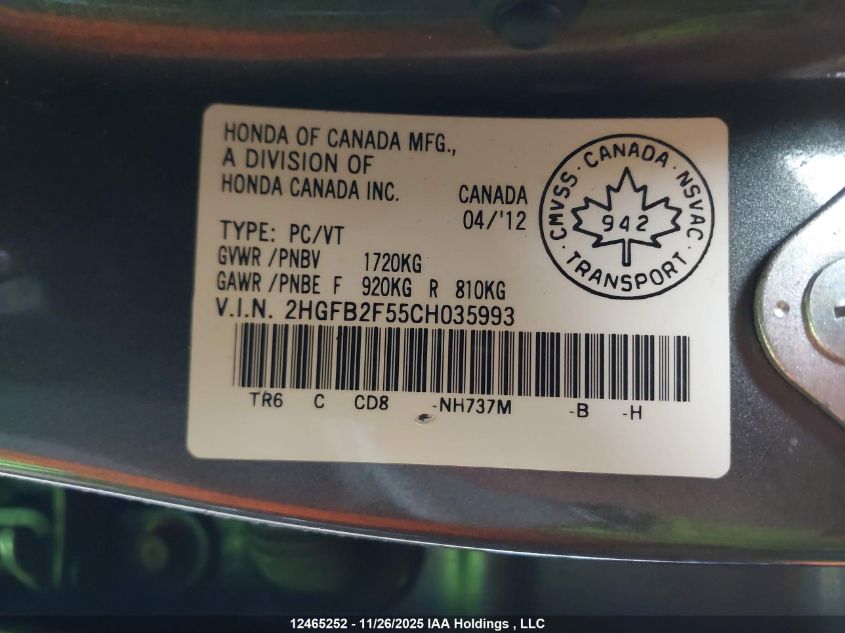 HONDA OF CANADA MFG.,
A DIVISION OF
HONDA CANADA INC.
CANADA
04/'12
TYPE: PC/VT
GVWR /PNBV 1720KG
GAWR /PNBE F 920KG R 810KG
V.I.N. 2HGFB2F55CH035993
TR6 C CD8 -NH737M -B -H
CMVSS · CANADA · NSVAC
942
· TRANSPORT ·
12465252 - 11/26/2025 IAA Holdings , LLC